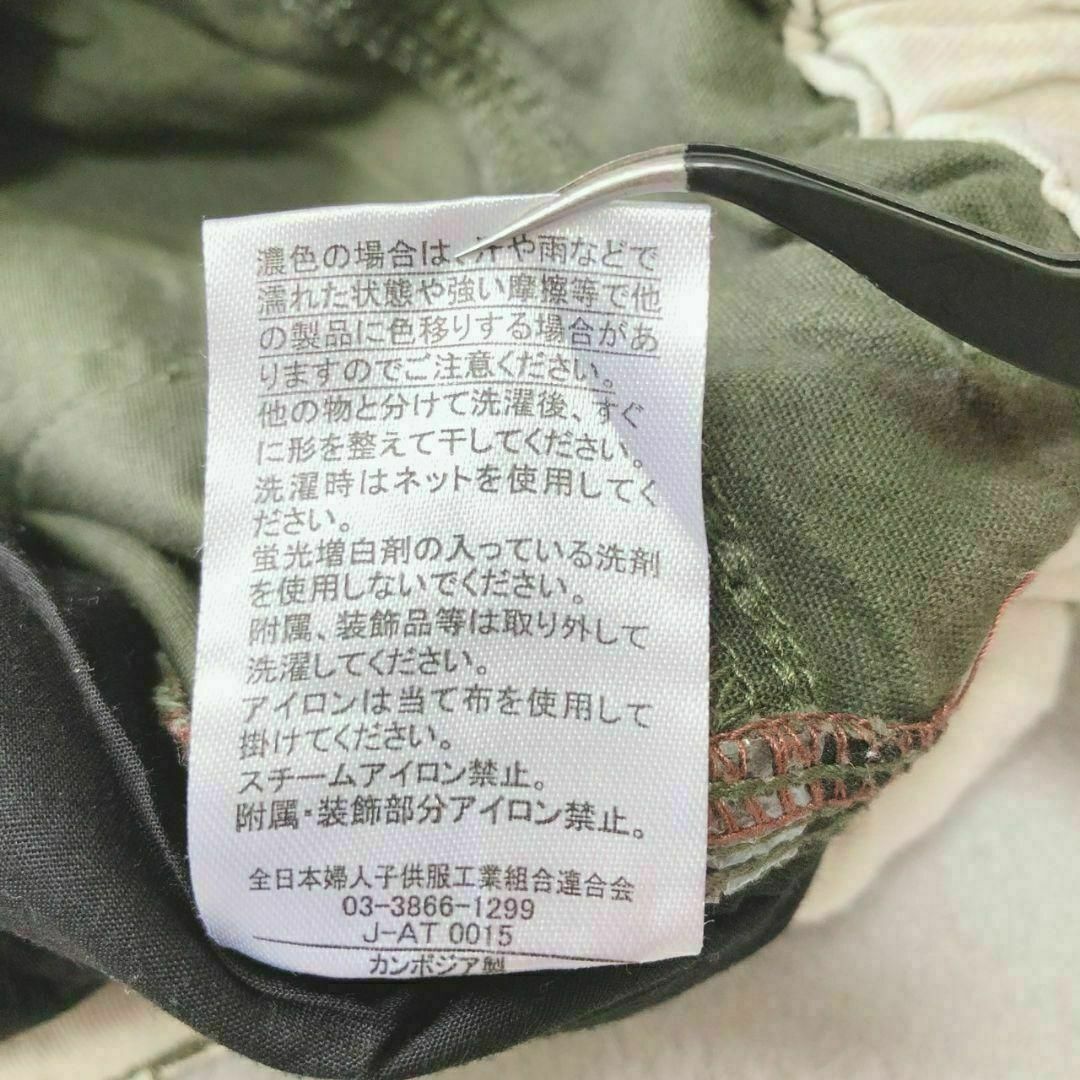 濃色の場合は、汗や雨などで
濡れた状態や強い摩擦等で他
の製品に色移りする場合があ
りますのでご注意ください。
他の物と分けて洗濯後、すぐ
に形を整えて干してください。
洗濯時はネットを使用してく
ださい。
蛍光増白剤の入っている洗剤
を使用しないでください。
附属、装飾品等は取り外して
洗濯してください。
アイロンは当て布を使用して
掛けてください。
スチームアイロン禁止。
附属・装飾部分アイロン禁止。
全日本婦人子供服工業組合連合会
03-3866-1299
J-AT 0015
カンボジア製